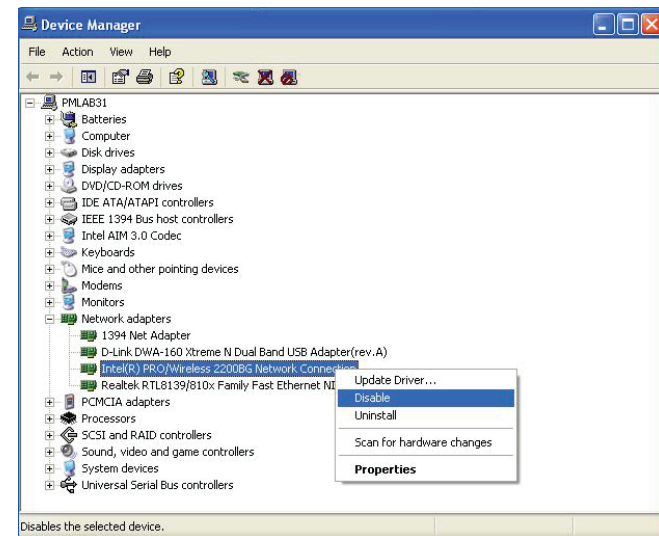 Device Manager
File Action View Help
PMLAB31
Batteries
Computer
Disk drives
Display adapters
DVD/CD-ROM drives
IDE ATA/ATAPI controllers
IEEE 1394 Bus host controllers
Intel AIM 3.0 Codec
Keyboards
Mice and other pointing devices
Modems
Monitors
Network adapters
1394 Net Adapter
D-Link DWA-160 Xtreme N Dual Band USB Adapter(rev.A)
Intel(R) PRO/Wireless 2200BG Network Connection
Realtek RTL8139/810x Family Fast Ethernet NI
PCMCIA adapters
Processors
SCSI and RAID controllers
Sound, video and game controllers
System devices
Universal Serial Bus controllers
Update Driver...
Disable
Uninstall
Scan for hardware changes
Properties
Disables the selected device.